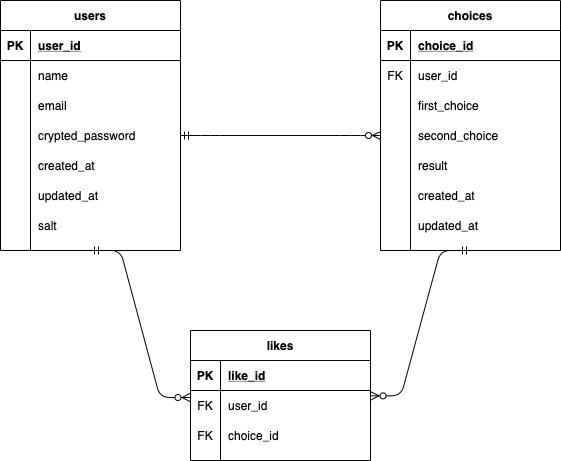 users
PK user_id
name
email
crypted_password
created_at
updated_at
salt
choices
PK choice_id
FK user_id
first_choice
second_choice
result
created_at
updated_at
likes
PK like_id
FK user_id
FK choice_id